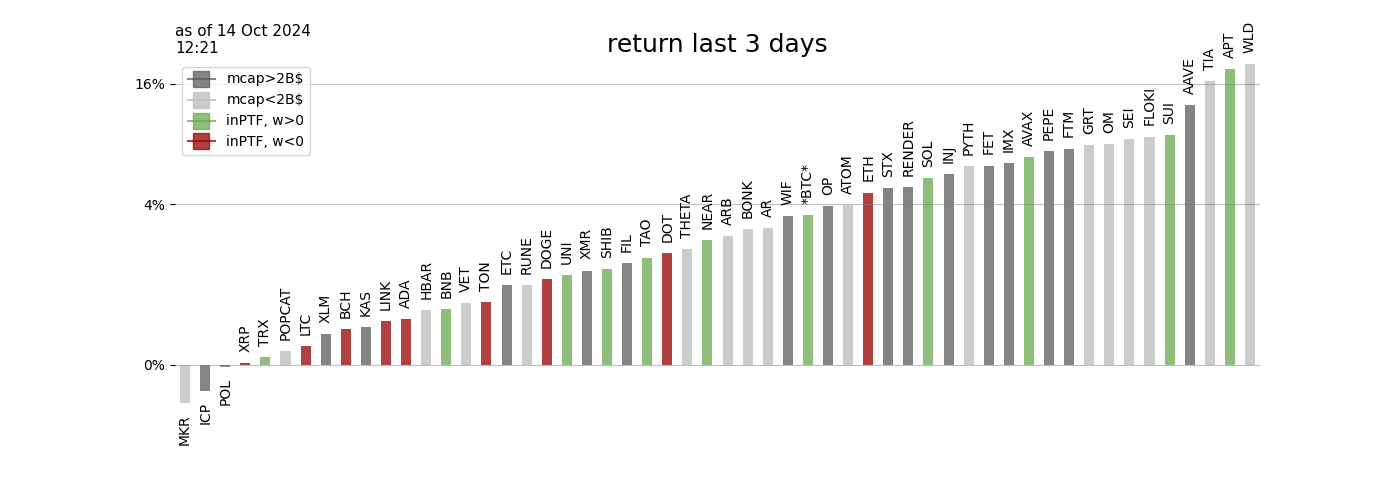 as of 14 Oct 2024
12:21
return last 3 days
mcap>2B$
mcap<2B$
inPTF, w>0
inPTF, w<0
16%
4%
0%
MKR
ICP
POL
XRP
TRX
POPCAT
LTC
XLM
BCH
KAS
LINK
ADA
HBAR
BNB
VET
TON
ETC
RUNE
DOGE
UNI
XMR
SHIB
FIL
TAO
DOT
THETA
NEAR
ARB
BONK
AR
WIF
*BTC*
OP
ATOM
ETH
STX
RENDER
SOL
INJ
PYTH
FET
IMX
AVAX
PEPE
FTM
GRT
OM
SEI
FLOKI
SUI
AAVE
TIA
APT
WLD